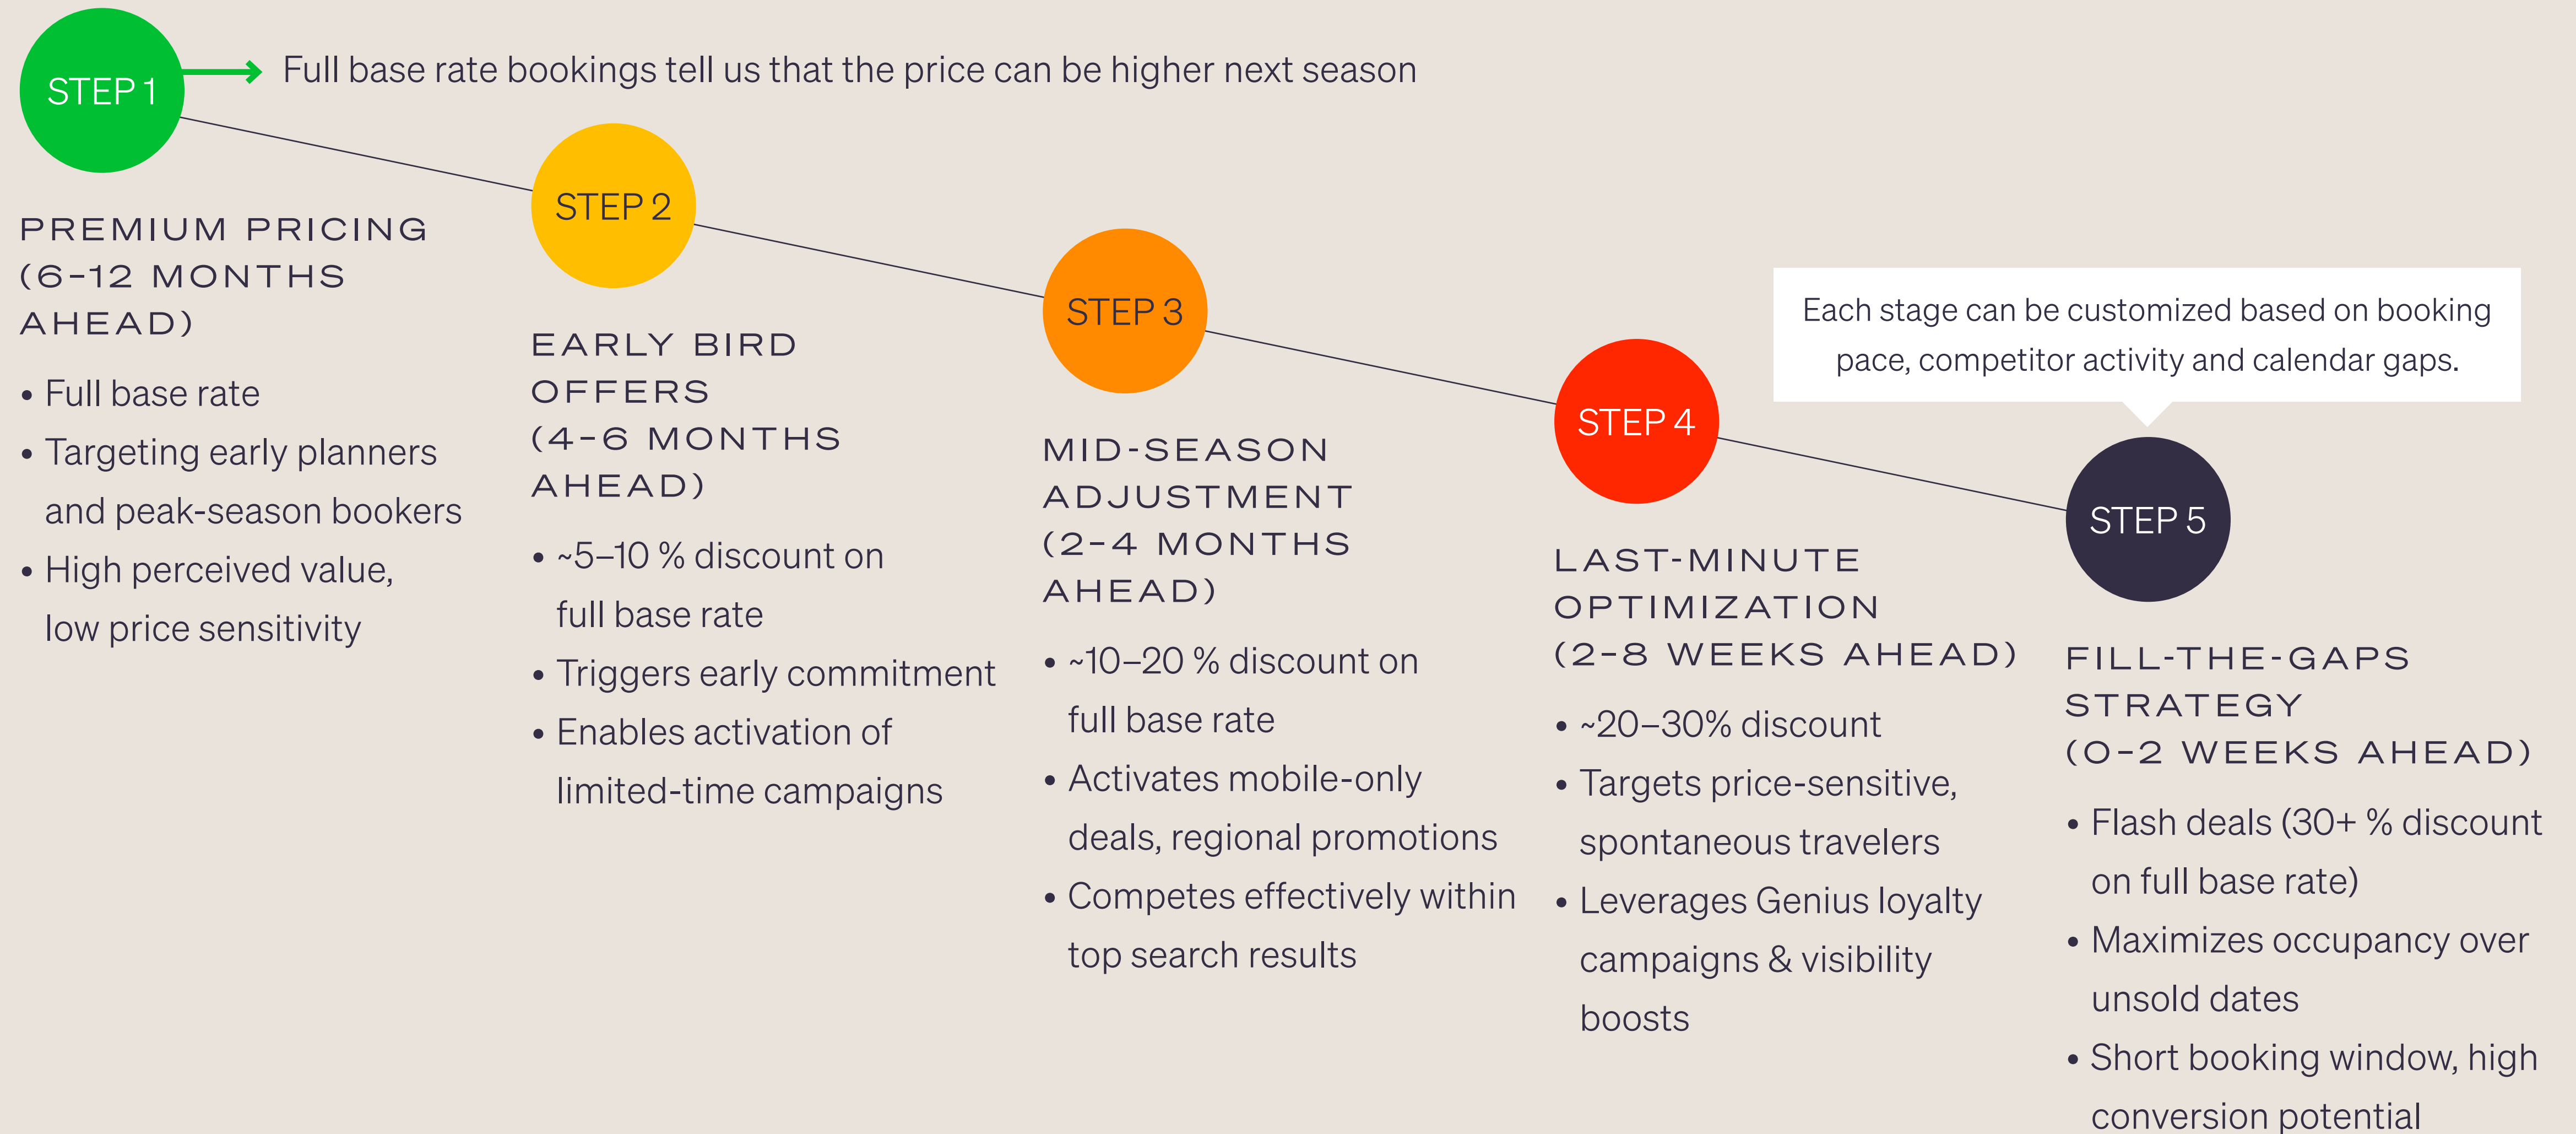 STEP 1
Full base rate bookings tell us that the price can be higher next season
PREMIUM PRICING
(6-12 MONTHS
AHEAD)
• Full base rate
• Targeting early planners
and peak-season bookers
• High perceived value,
low price sensitivity
STEP 2
EARLY BIRD
OFFERS
(4-6 MONTHS
AHEAD)
• ~5–10 % discount on
full base rate
• Triggers early commitment
• Enables activation of
limited-time campaigns
STEP 3
MID-SEASON
ADJUSTMENT
(2-4 MONTHS
AHEAD)
• ~10–20 % discount on
full base rate
• Activates mobile-only
deals, regional promotions
• Competes effectively within
top search results
STEP 4
LAST-MINUTE
OPTIMIZATION
(2-8 WEEKS AHEAD)
• ~20–30% discount
• Targets price-sensitive,
spontaneous travelers
• Leverages Genius loyalty
campaigns & visibility
boosts
Each stage can be customized based on booking
pace, competitor activity and calendar gaps.
STEP 5
FILL-THE-GAPS
STRATEGY
(0-2 WEEKS AHEAD)
• Flash deals (30+ % discount
on full base rate)
• Maximizes occupancy over
unsold dates
• Short booking window, high
conversion potential